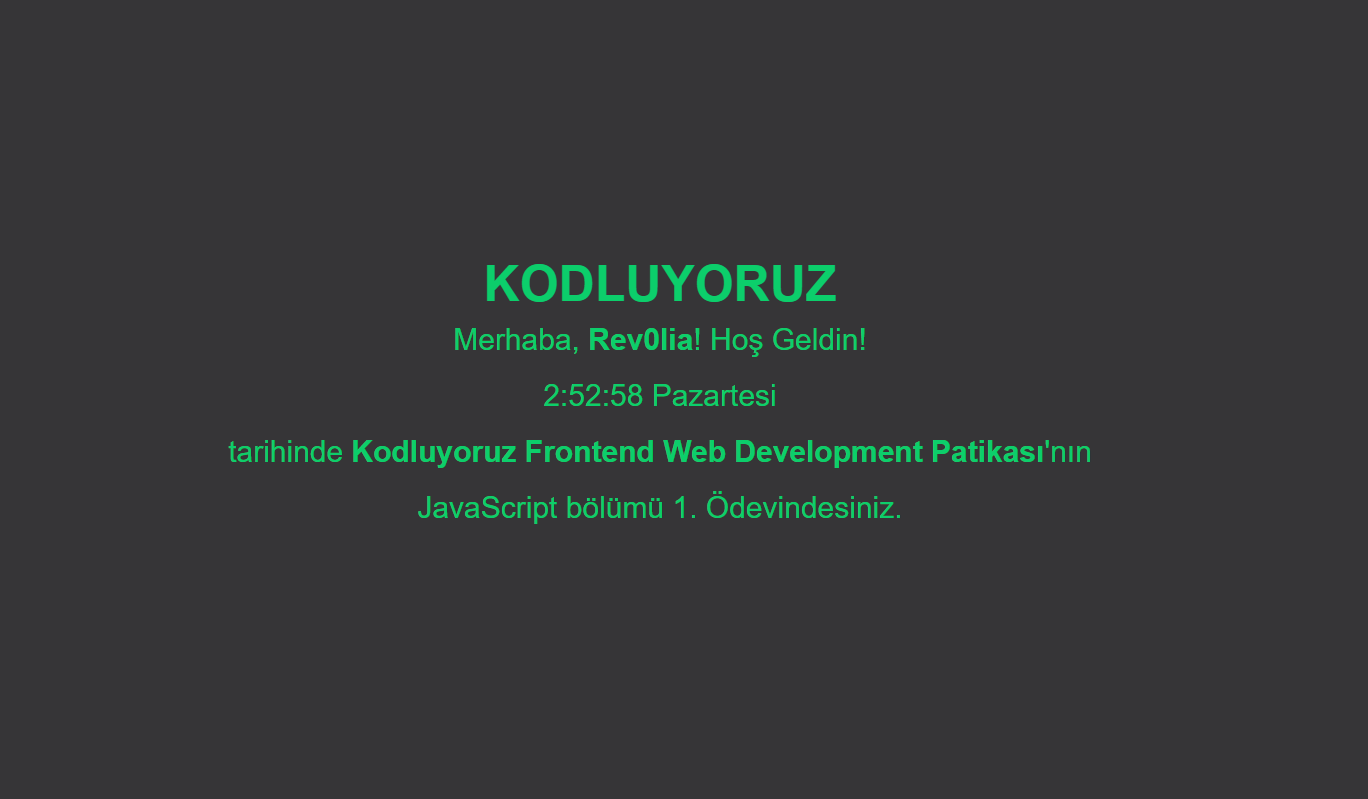 KODLUYORUZ
Merhaba, Rev0lia! Hoş Geldin!
2:52:58 Pazartesi
tarihinde Kodluyoruz Frontend Web Development Patikası'nın
JavaScript bölümü 1. Ödevindesiniz.